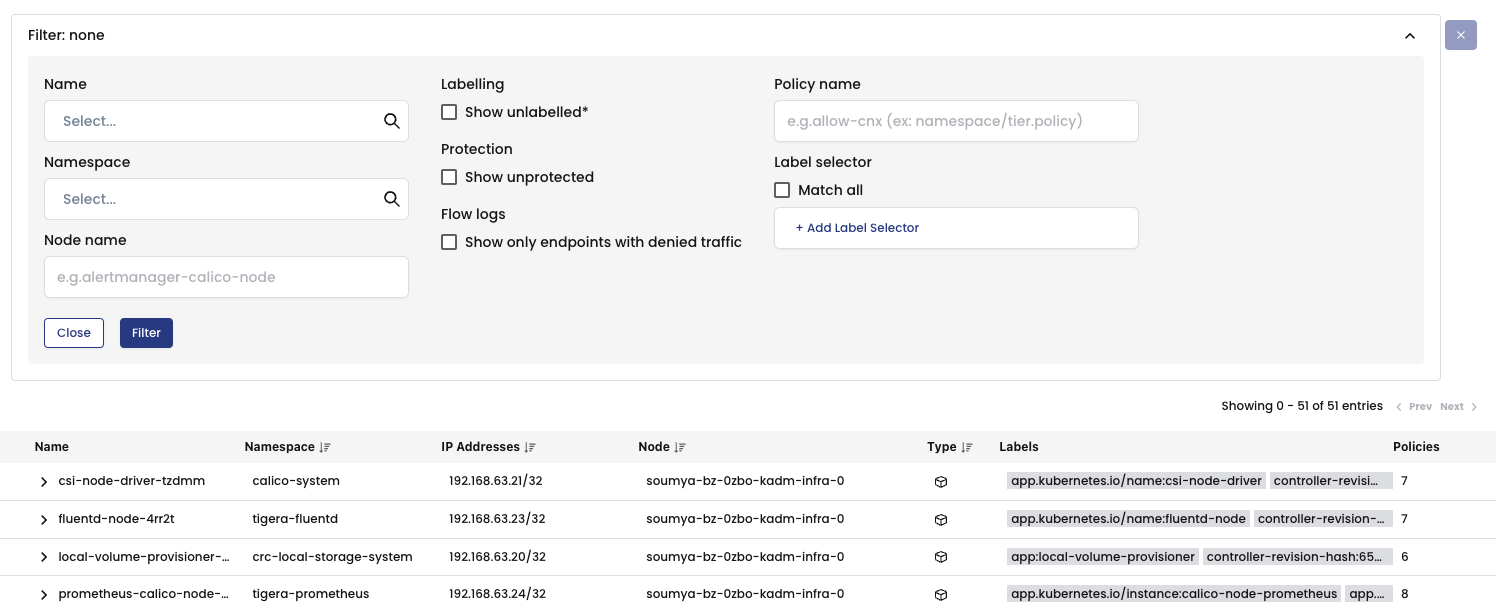 Filter: none
Name
Select...
Namespace
Select...
Node name
e.g.alertmanager-calico-node
Close Filter
Labelling
Show unlabelled*
Protection
Show unprotected
Flow logs
Show only endpoints with denied traffic
Policy name
e.g.allow-cnx (ex: namespace/tier.policy)
Label selector
Match all
+ Add Label Selector
Showing 0 - 51 of 51 entries Prev Next
Name Namespace IP Addresses Node Type Labels Policies
csi-node-driver-tzdmm calico-system 192.168.63.21/32 soumya-bz-0zbo-kadm-infra-0 app.kubernetes.io/name:csi-node-driver controller-revisi... 7
fluentd-node-4rr2t tigera-fluentd 192.168.63.23/32 soumya-bz-0zbo-kadm-infra-0 app.kubernetes.io/name:fluentd-node controller-revision-... 7
local-volume-provisioner-... crc-local-storage-system 192.168.63.20/32 soumya-bz-0zbo-kadm-infra-0 app:local-volume-provisioner controller-revision-hash:65... 6
prometheus-calico-node-... tigera-prometheus 192.168.63.24/32 soumya-bz-0zbo-kadm-infra-0 app.kubernetes.io/instance:calico-node-prometheus app.... 8